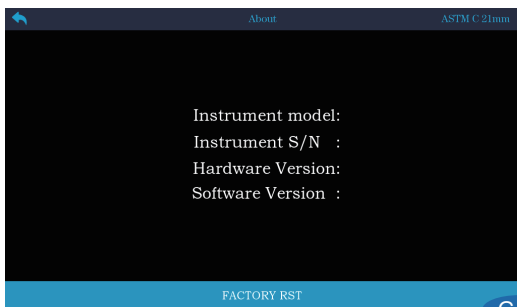 About
ASTM C 21mm
Instrument model:
Instrument S/N :
Hardware Version:
Software Version :
FACTORY RST